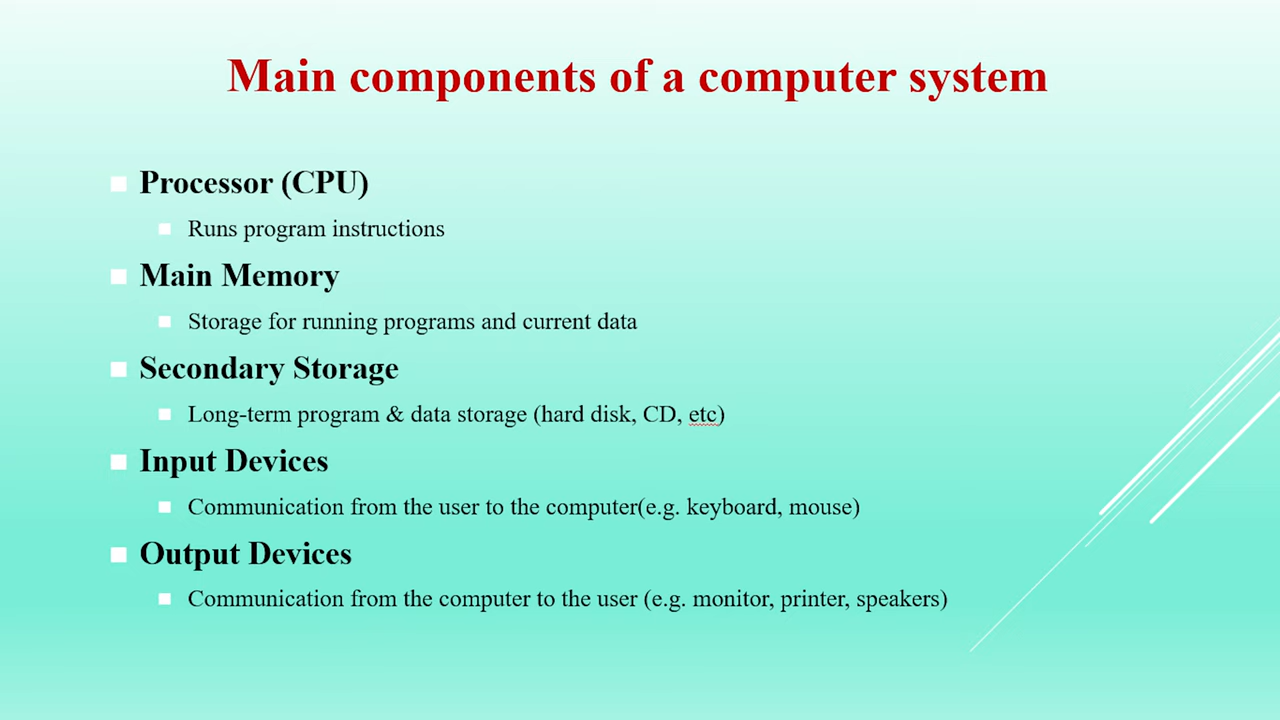 Main components of a computer system
Processor (CPU)
Runs program instructions
Main Memory
Storage for running programs and current data
Secondary Storage
Long-term program & data storage (hard disk, CD, etc)
Input Devices
Communication from the user to the computer(e.g. keyboard, mouse)
Output Devices
Communication from the computer to the user (e.g. monitor, printer, speakers)